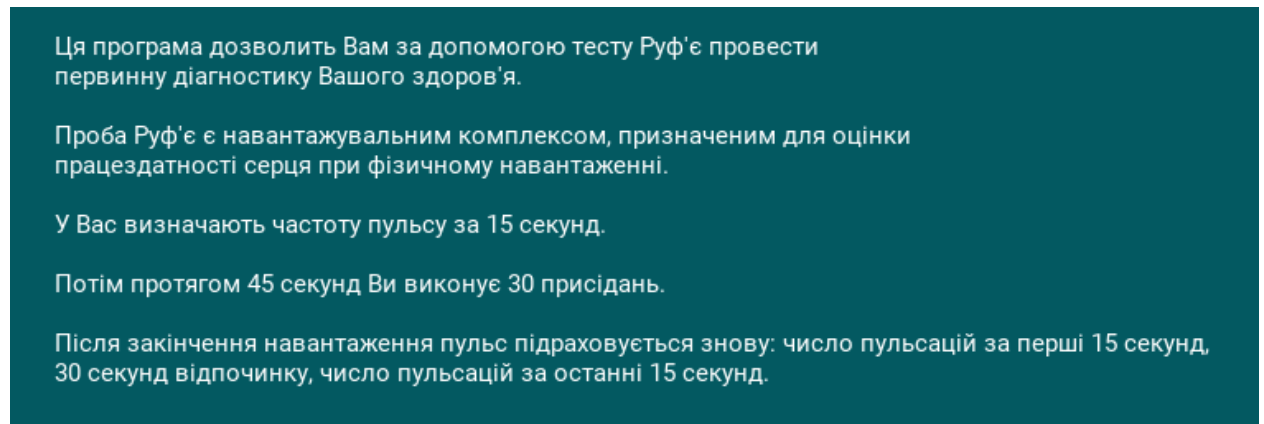 Ця програма дозволить Вам за допомогою тесту Руф'є провести
первинну діагностику Вашого здоров'я.
Проба Руф'є є навантажувальним комплексом, призначеним для оцінки
працездатності серця при фізичному навантаженні.
У Вас визначають частоту пульсу за 15 секунд.
Потім протягом 45 секунд Ви виконує 30 присідань.
Після закінчення навантаження пульс підраховується знову: число пульсацій за перші 15 секунд,
30 секунд відпочинку, число пульсацій за останні 15 секунд.